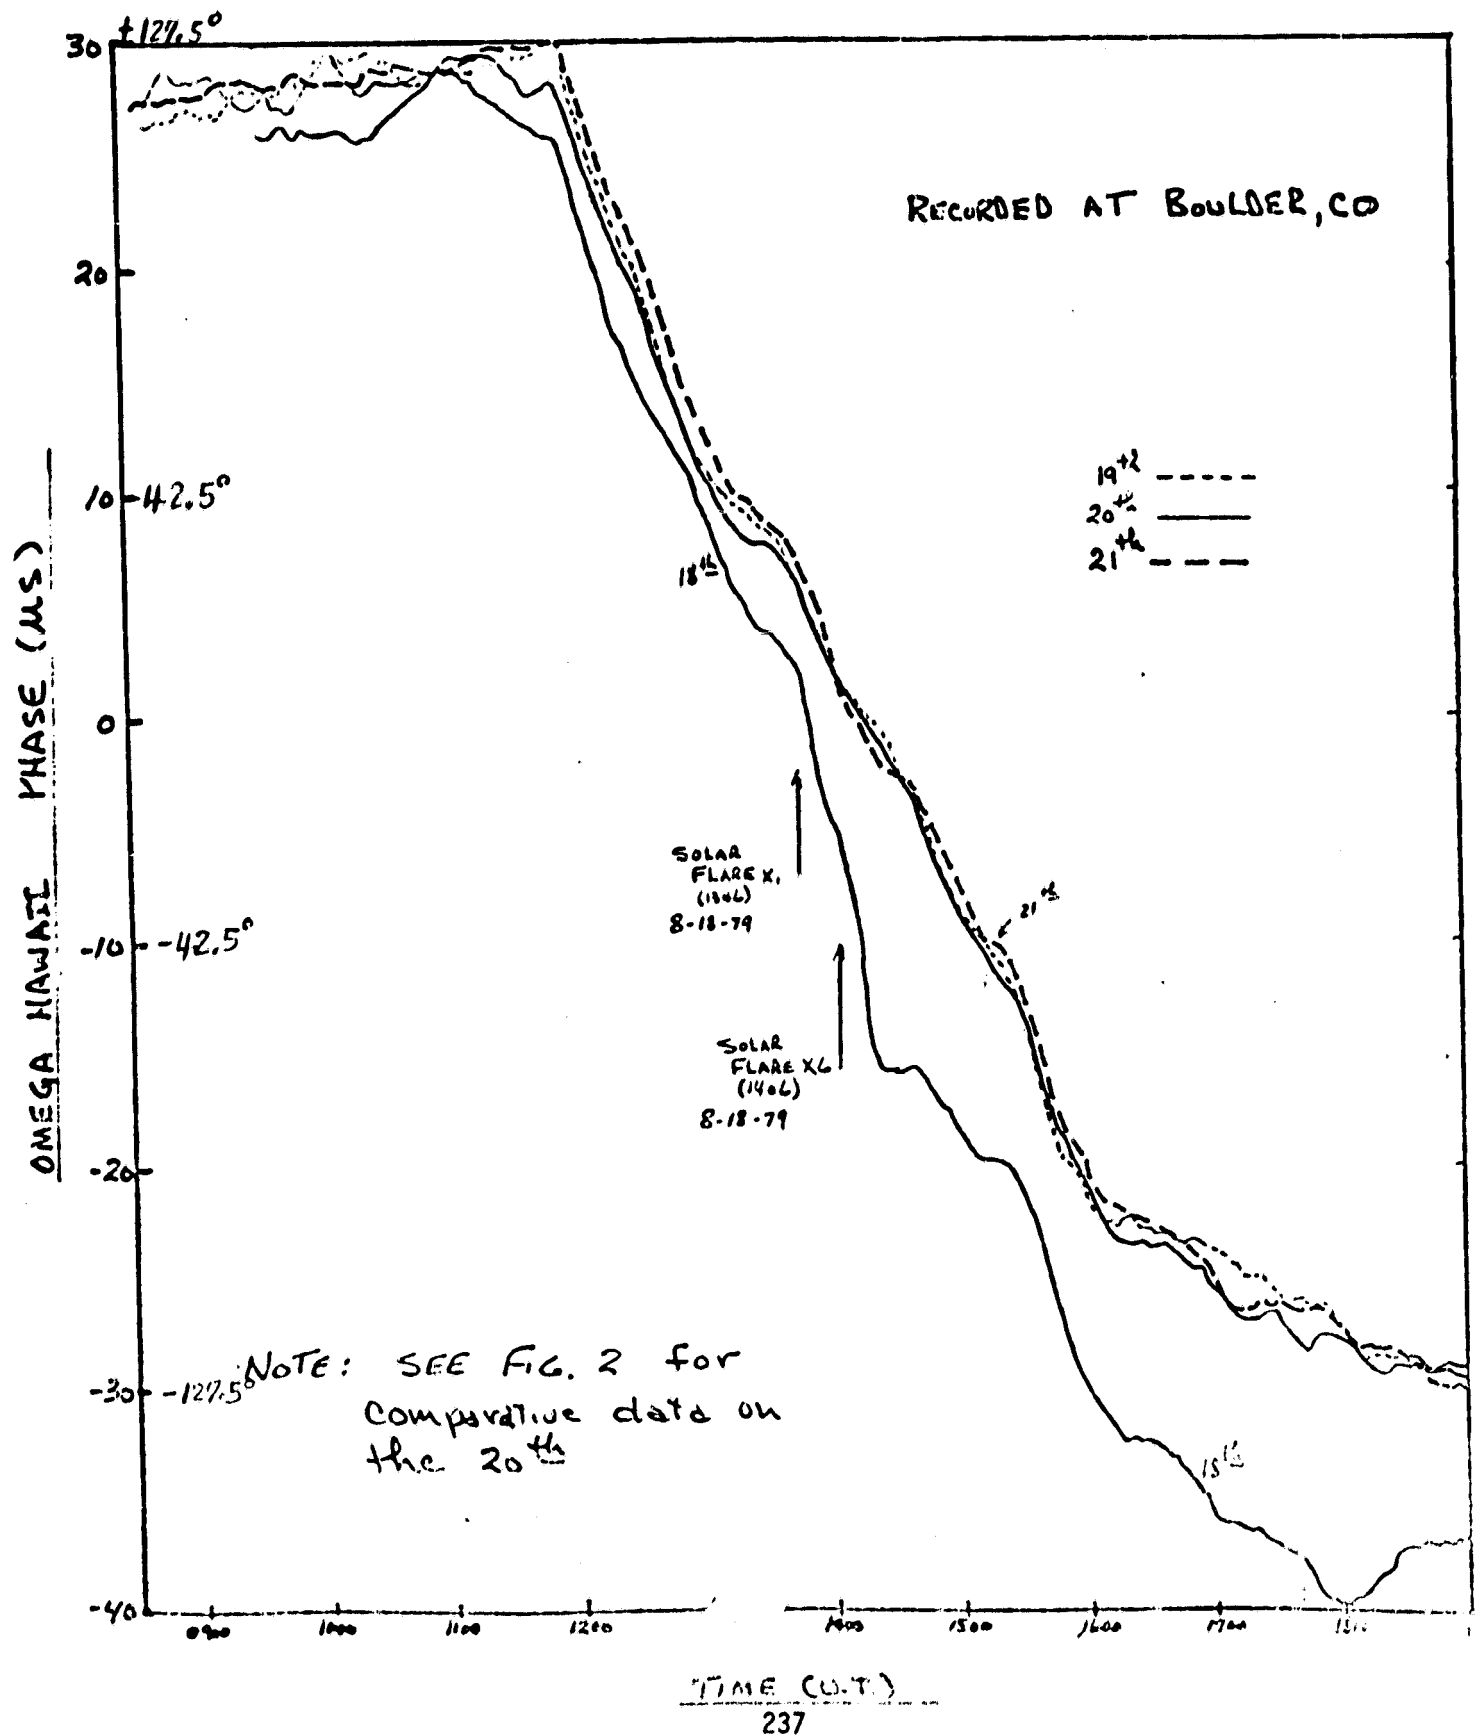 +127.5°
30
RECORDED AT BOULDER, CO
20
19th
20th
21th
10
42.5°
18th
OMEGA HAWAII PHASE (μs)
0
SOLAR
FLARE X1
8-18-79
21th
-10
-42.5°
SOLAR
FLARE X6
(1406)
8-18-79
-20
NOTE: SEE FIG. 2 for
comparative data on
the 20th
-30
-127.5°
18th
-40
0900
1000
1100
1200
1400
1500
1600
1700
TIME (U.T.)
237